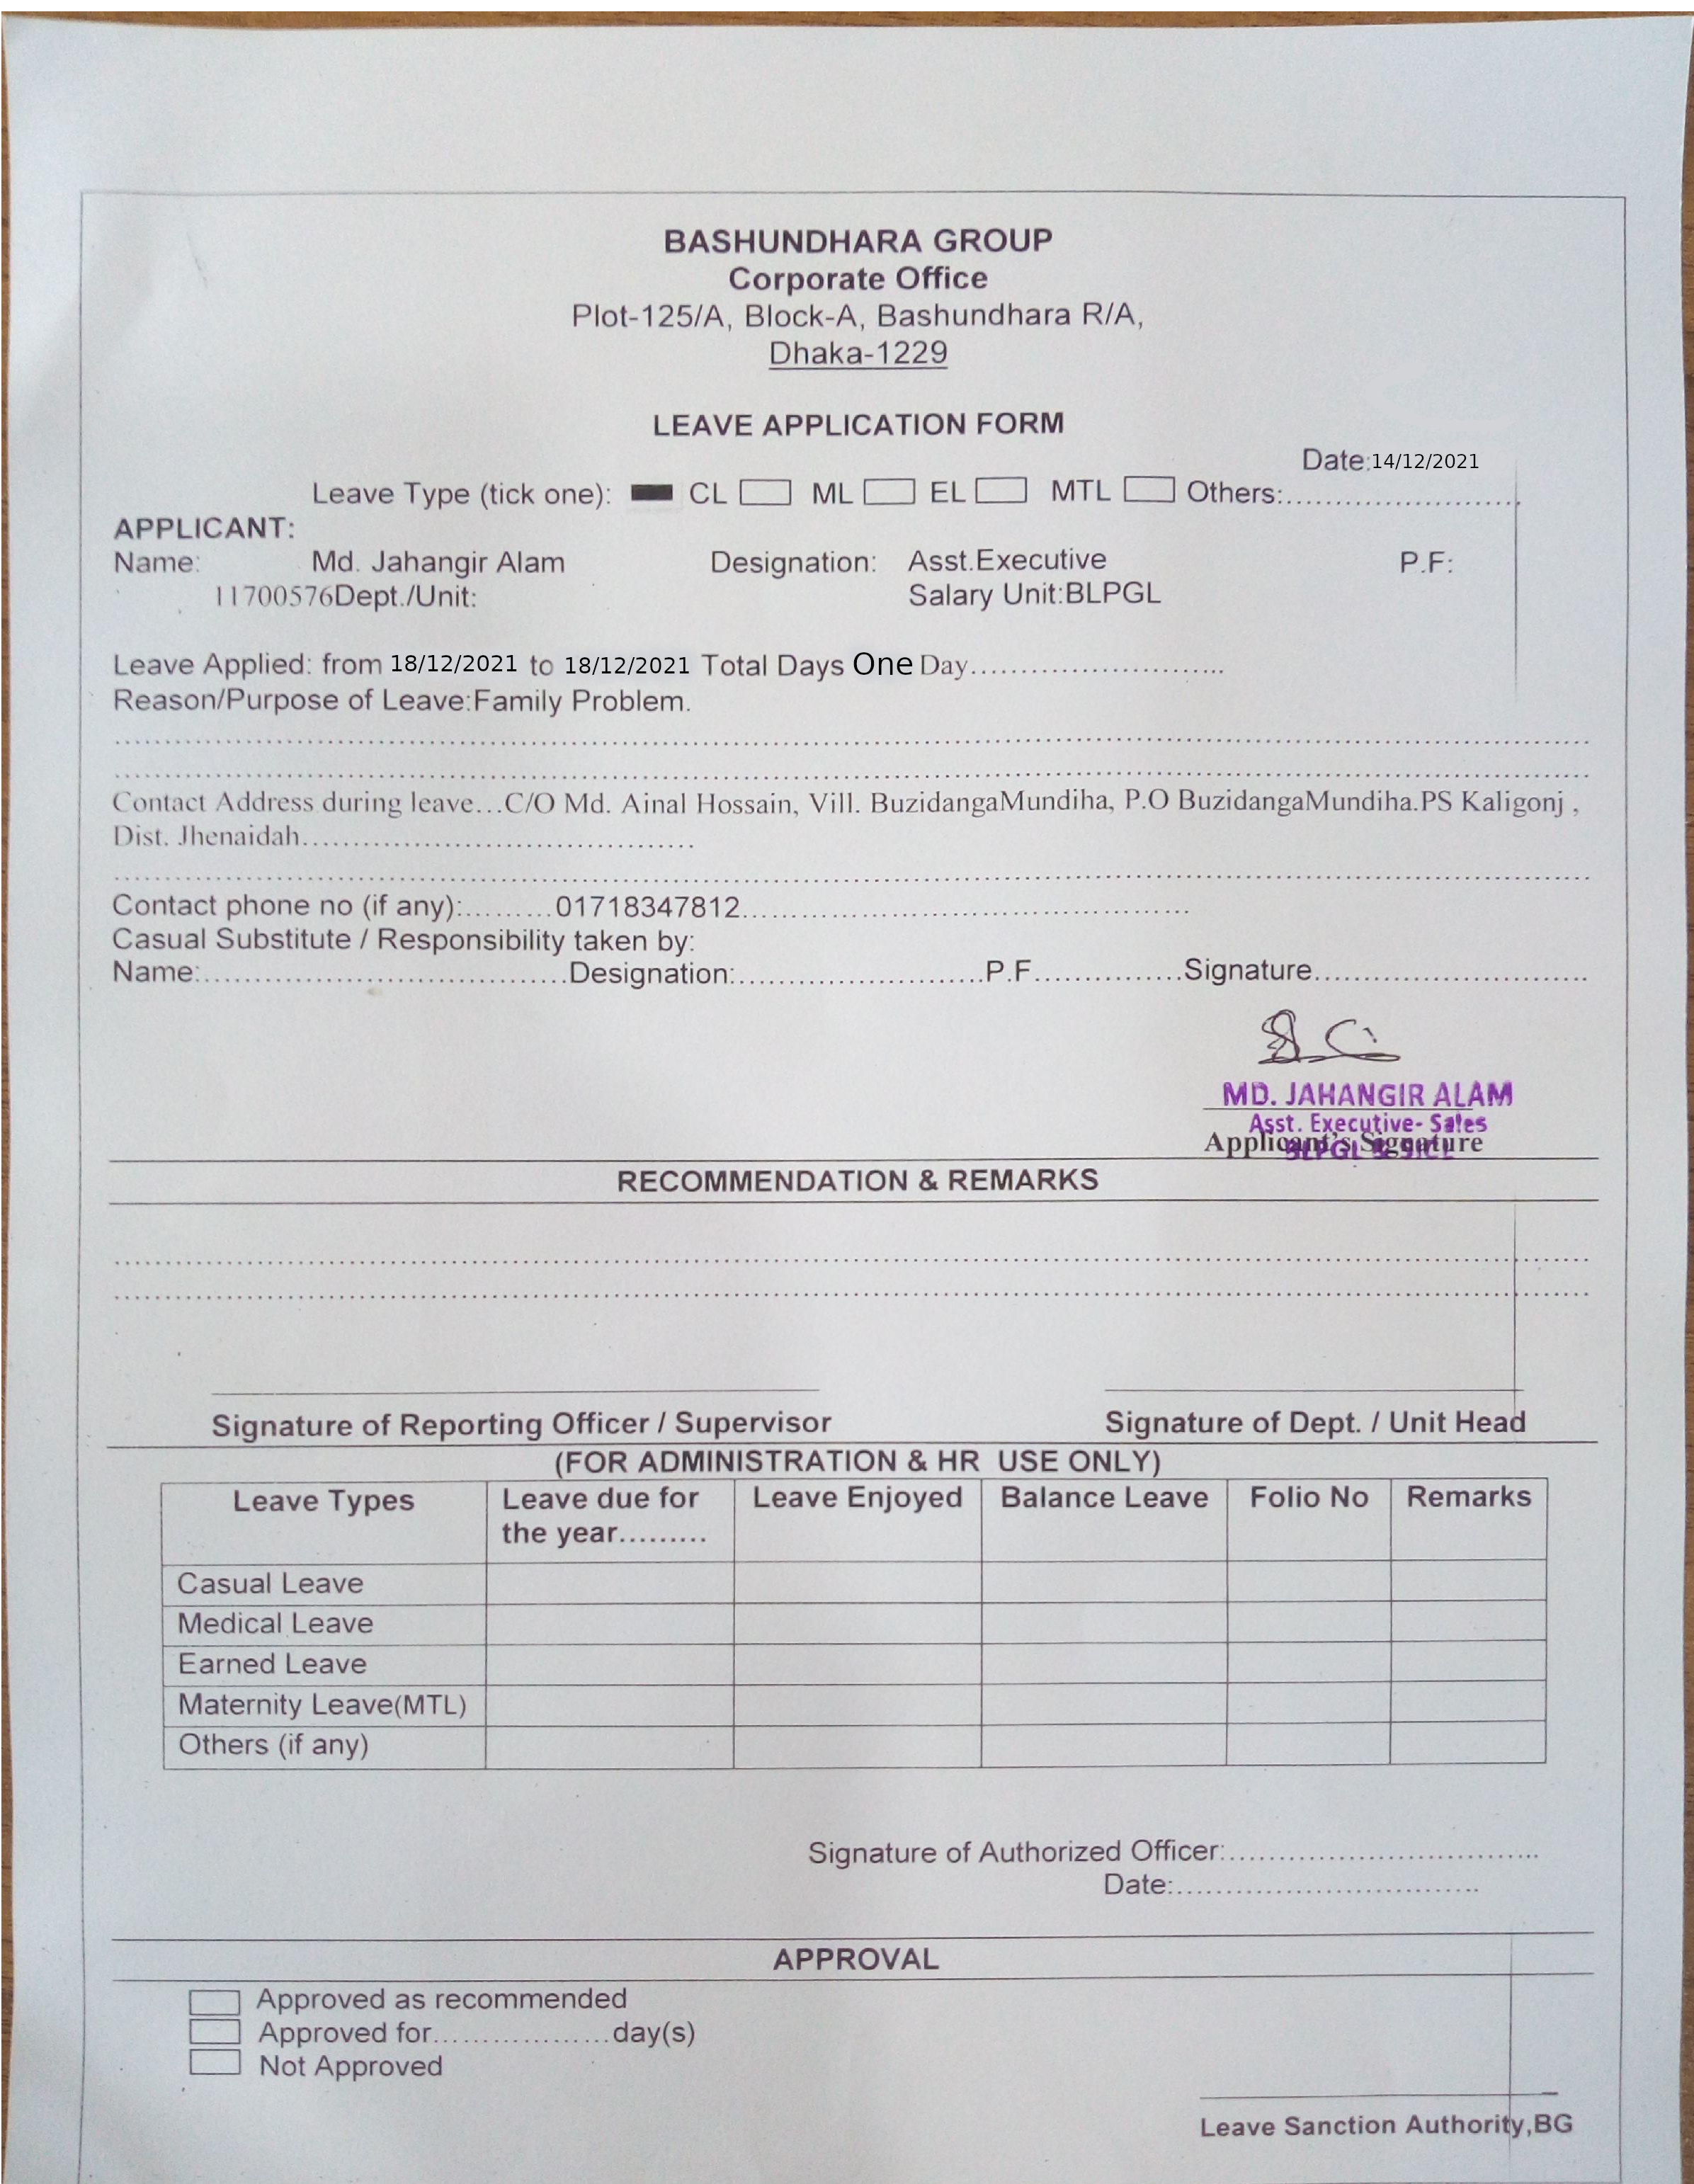 BASHUNDHARA GROUP
Corporate Office
Plot-125/A, Block-A, Bashundhara R/A,
Dhaka-1229
LEAVE APPLICATION FORM
Date:14/12/2021
Leave Type (tick one): CL ML EL MTL Others:..............................
APPLICANT:
Name: Md. Jahangir Alam Designation: Asst.Executive P.F:
11700576Dept./Unit: Salary Unit:BLPGL
Leave Applied: from 18/12/2021 to 18/12/2021 Total Days One Day..............................
Reason/Purpose of Leave:Family Problem.
Contact Address during leave...C/O Md. Ainal Hossain, Vill. BuzidangaMundiha, P.O BuzidangaMundiha.PS Kaligonj ,
Dist. Jhenaidah..............................................
Contact phone no (if any):.........01718347812..............................................
Casual Substitute / Responsibility taken by:
Name:....................................Designation:........................P.F...............Signature...........................
MD. JAHANGIR ALAM
Asst. Executive- Sales
Applicant's Signature
BLPGL &
RECOMMENDATION & REMARKS
Signature of Reporting Officer / Supervisor Signature of Dept. / Unit Head
(FOR ADMINISTRATION & HR USE ONLY)
Leave Types Leave due for Leave Enjoyed Balance Leave Folio No Remarks
the year.........
Casual Leave
Medical Leave
Earned Leave
Maternity Leave(MTL)
Others (if any)
Signature of Authorized Officer:...............................
Date:..............................
APPROVAL
Approved as recommended
Approved for..................day(s)
Not Approved
Leave Sanction Authority,BG